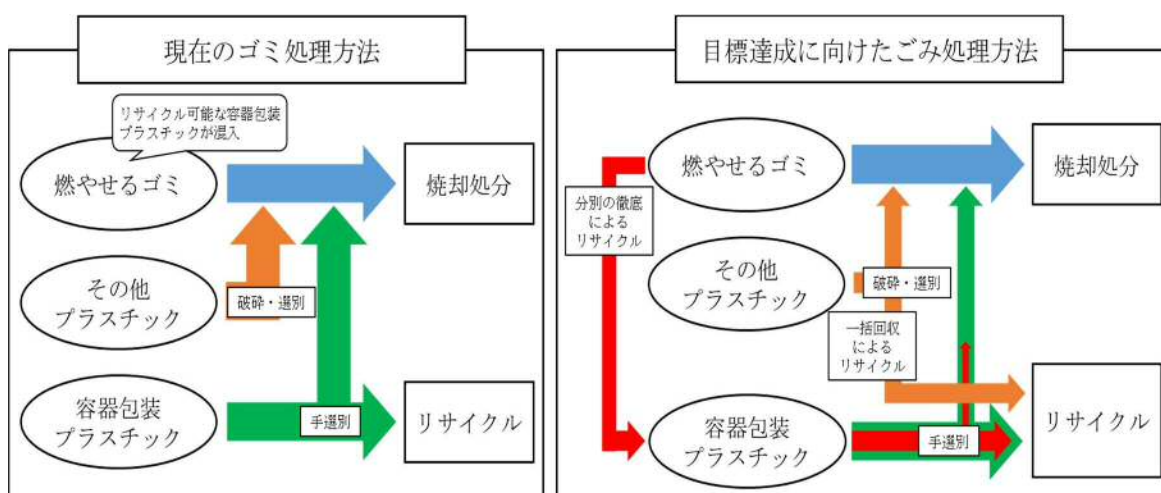 現在のゴミ処理方法
リサイクル可能な容器包装
プラスチックが混入
燃やせるゴミ
焼却処分
その他
プラスチック
破砕・選別
容器包装
プラスチック
手選別
リサイクル
目標達成に向けたごみ処理方法
燃やせるゴミ
焼却処分
分別の徹底
による
リサイクル
その他
プラスチック
破砕・選別
一括回収
による
リサイクル
容器包装
プラスチック
手選別
リサイクル